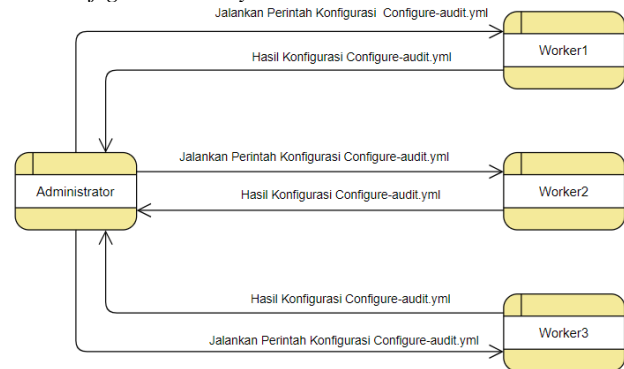 Jalankan Perintah Konfigurasi Configure-audit.yml
Worker1
Hasil Konfigurasi Configure-audit.yml
Jalankan Perintah Konfigurasi Configure-audit.yml
Administrator
Worker2
Hasil Konfigurasi Configure-audit.yml
Hasil Konfigurasi Configure-audit.yml
Worker3
Jalankan Perintah Konfigurasi Configure-audit.yml